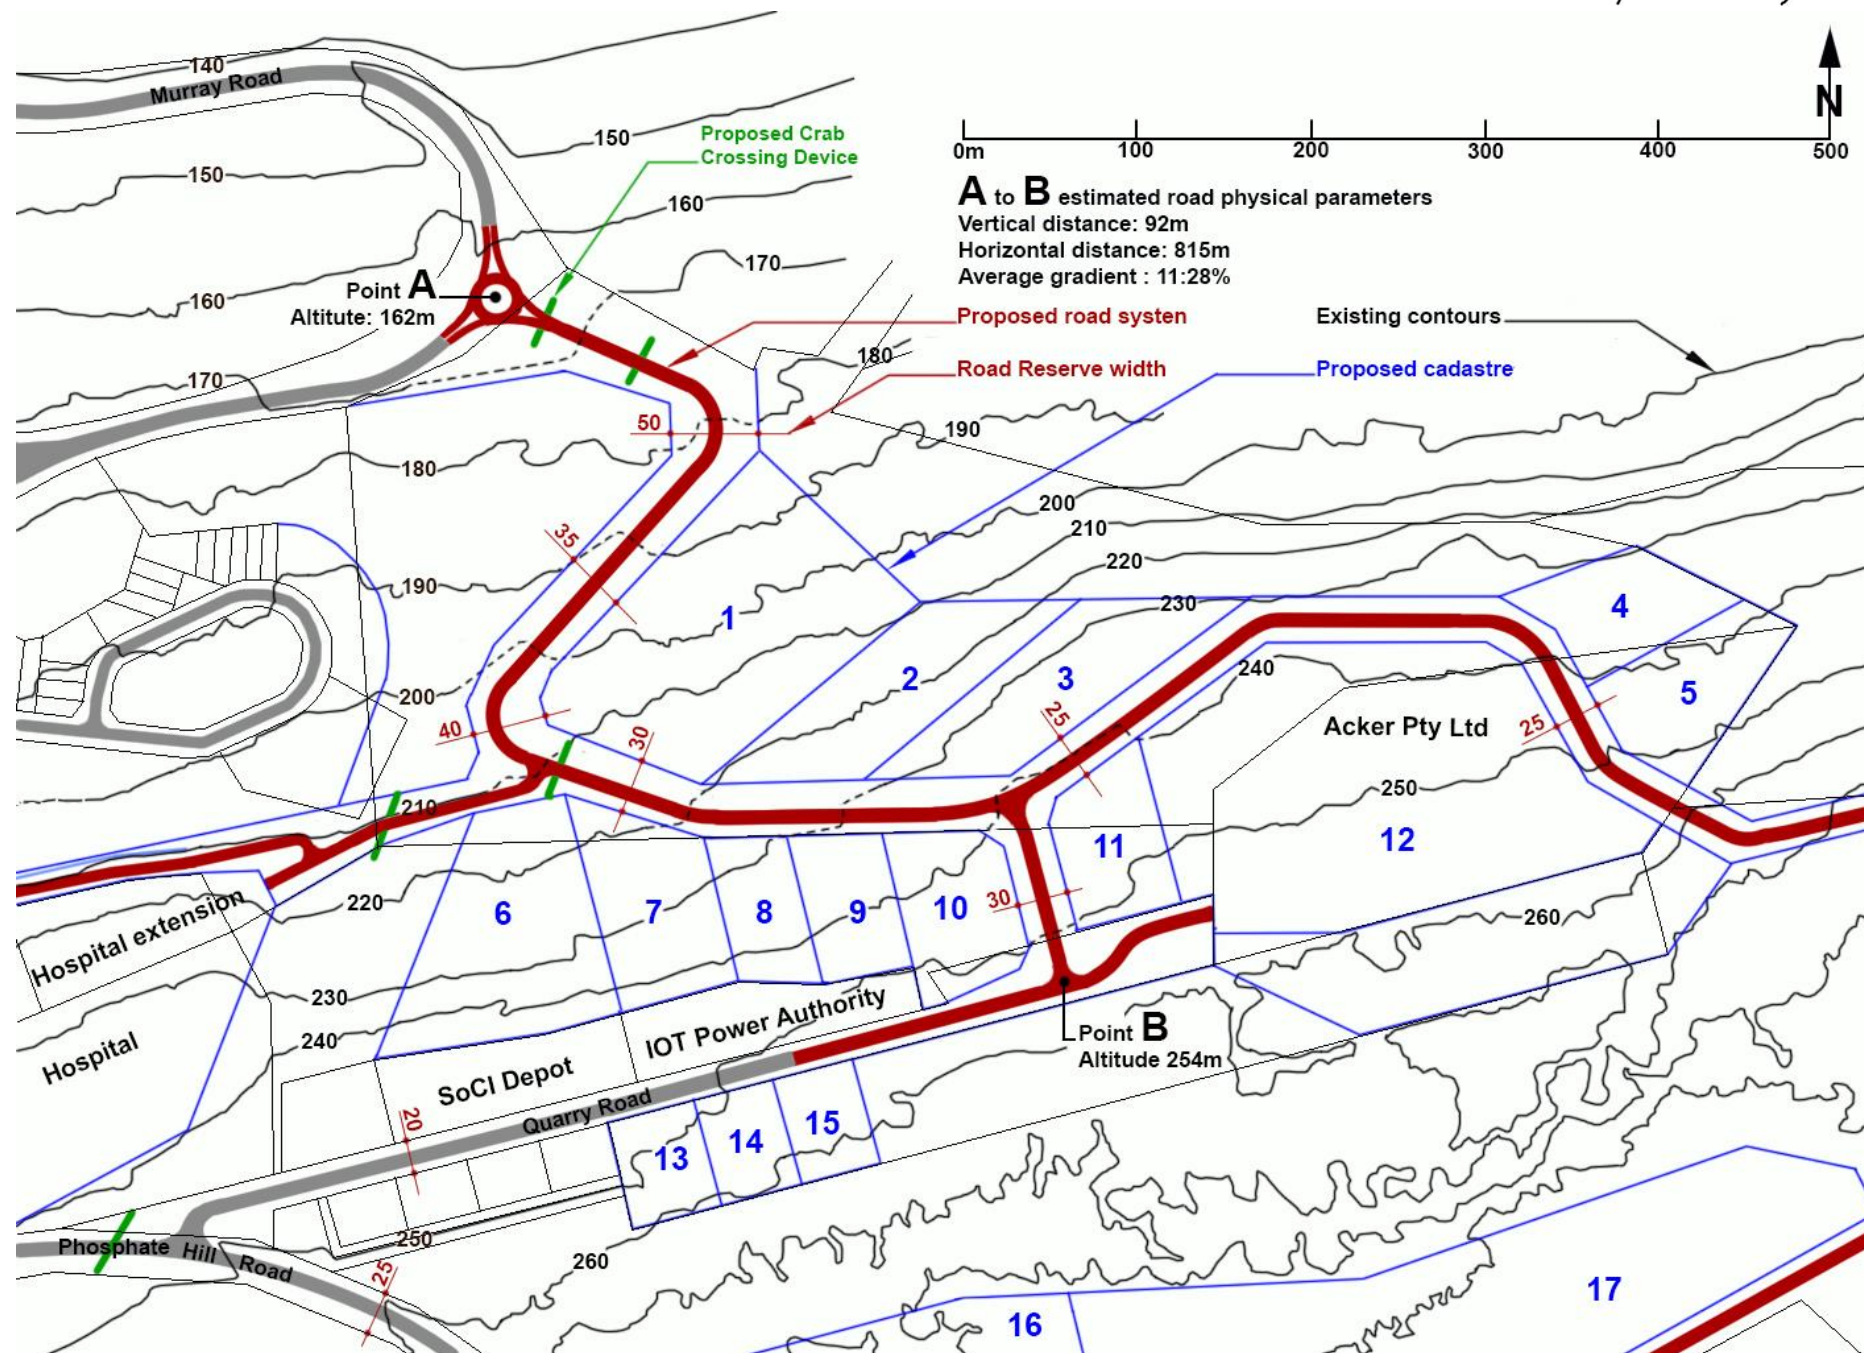 N
140
Murray Road
150
150
Proposed Crab
Crossing Device
0m 100 200 300 400 500
A to B estimated road physical parameters
Vertical distance: 92m
Horizontal distance: 815m
Average gradient : 11:28%
160
170
Point A
Altitute: 162m
160
Proposed road systen
Existing contours
170
180
Road Reserve width
Proposed cadastre
50
190
180
200
35
210
220
190
1
230
4
2
3
240
5
200
40
30
25
Acker Pty Ltd
25
210
250
11
12
220
6
7
8
9
10
30
260
Hospital extension
230
240
Hospital
IOT Power Authority
Point B
Altitude 254m
SoCI Depot
Quarry Road
20
13
14
15
250
260
Phosphate Hill Road
25
16
17